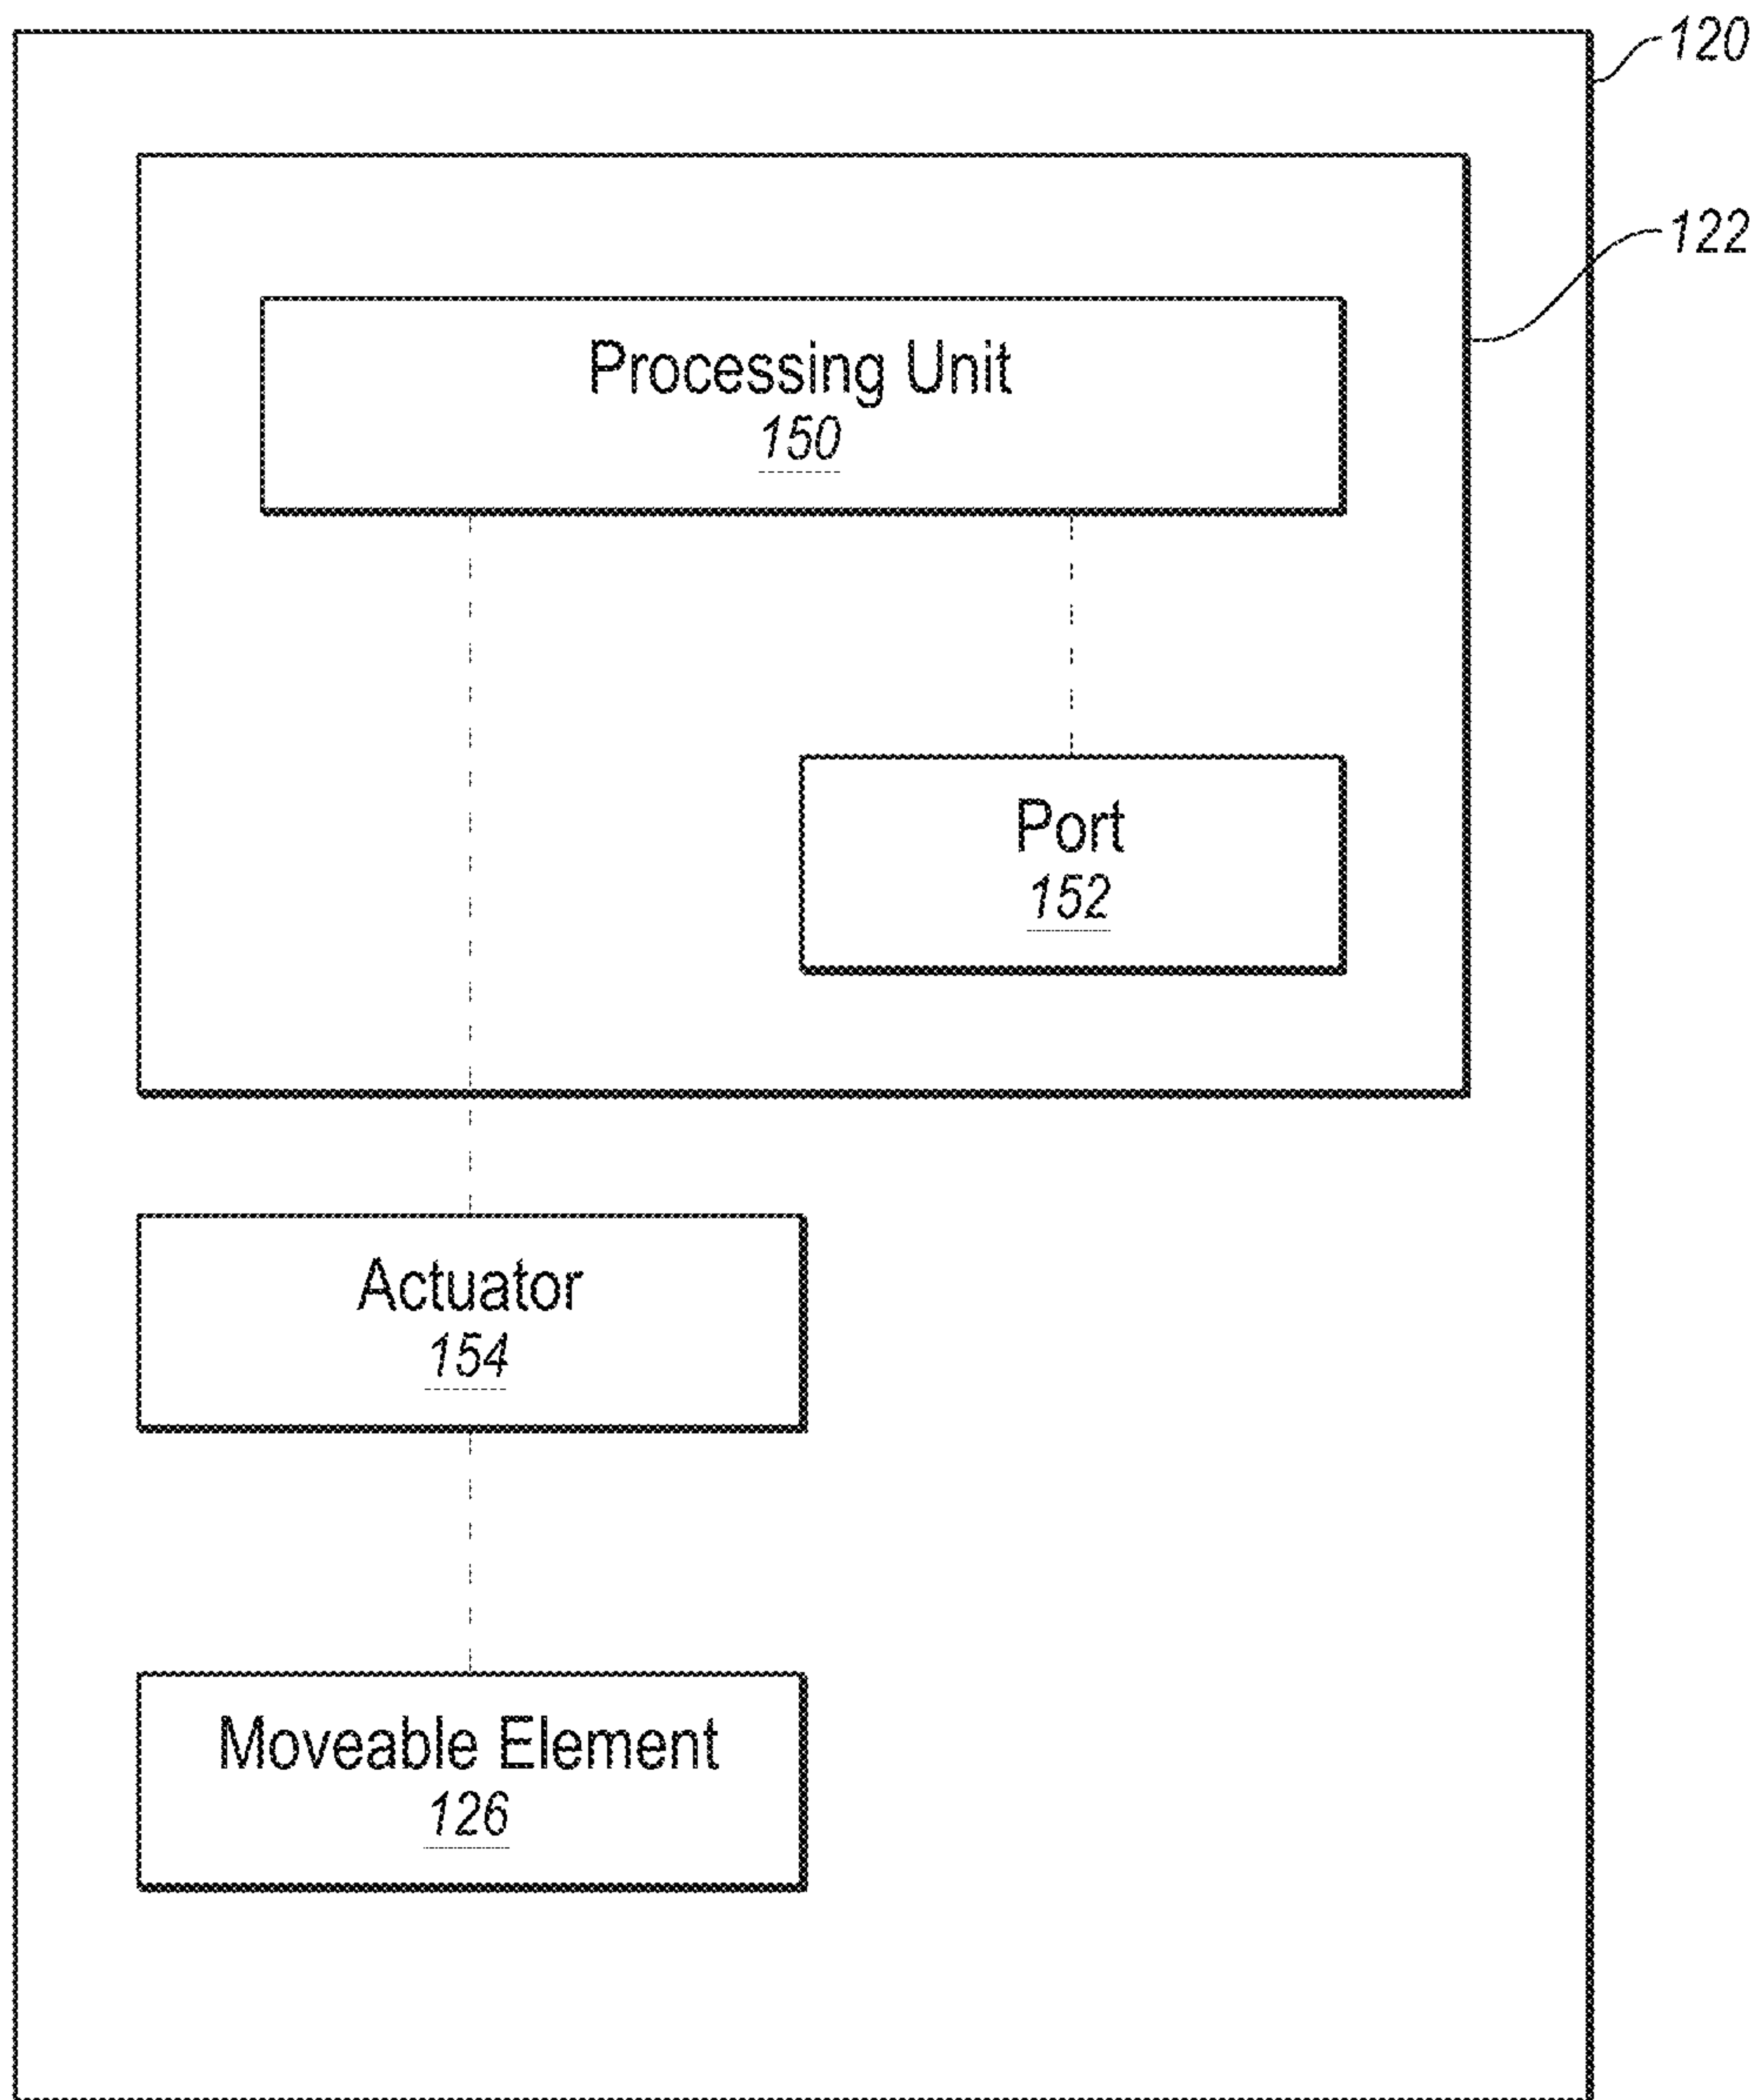 120
122
Processing Unit
150
Port
152
Actuator
154
Moveable Element
126